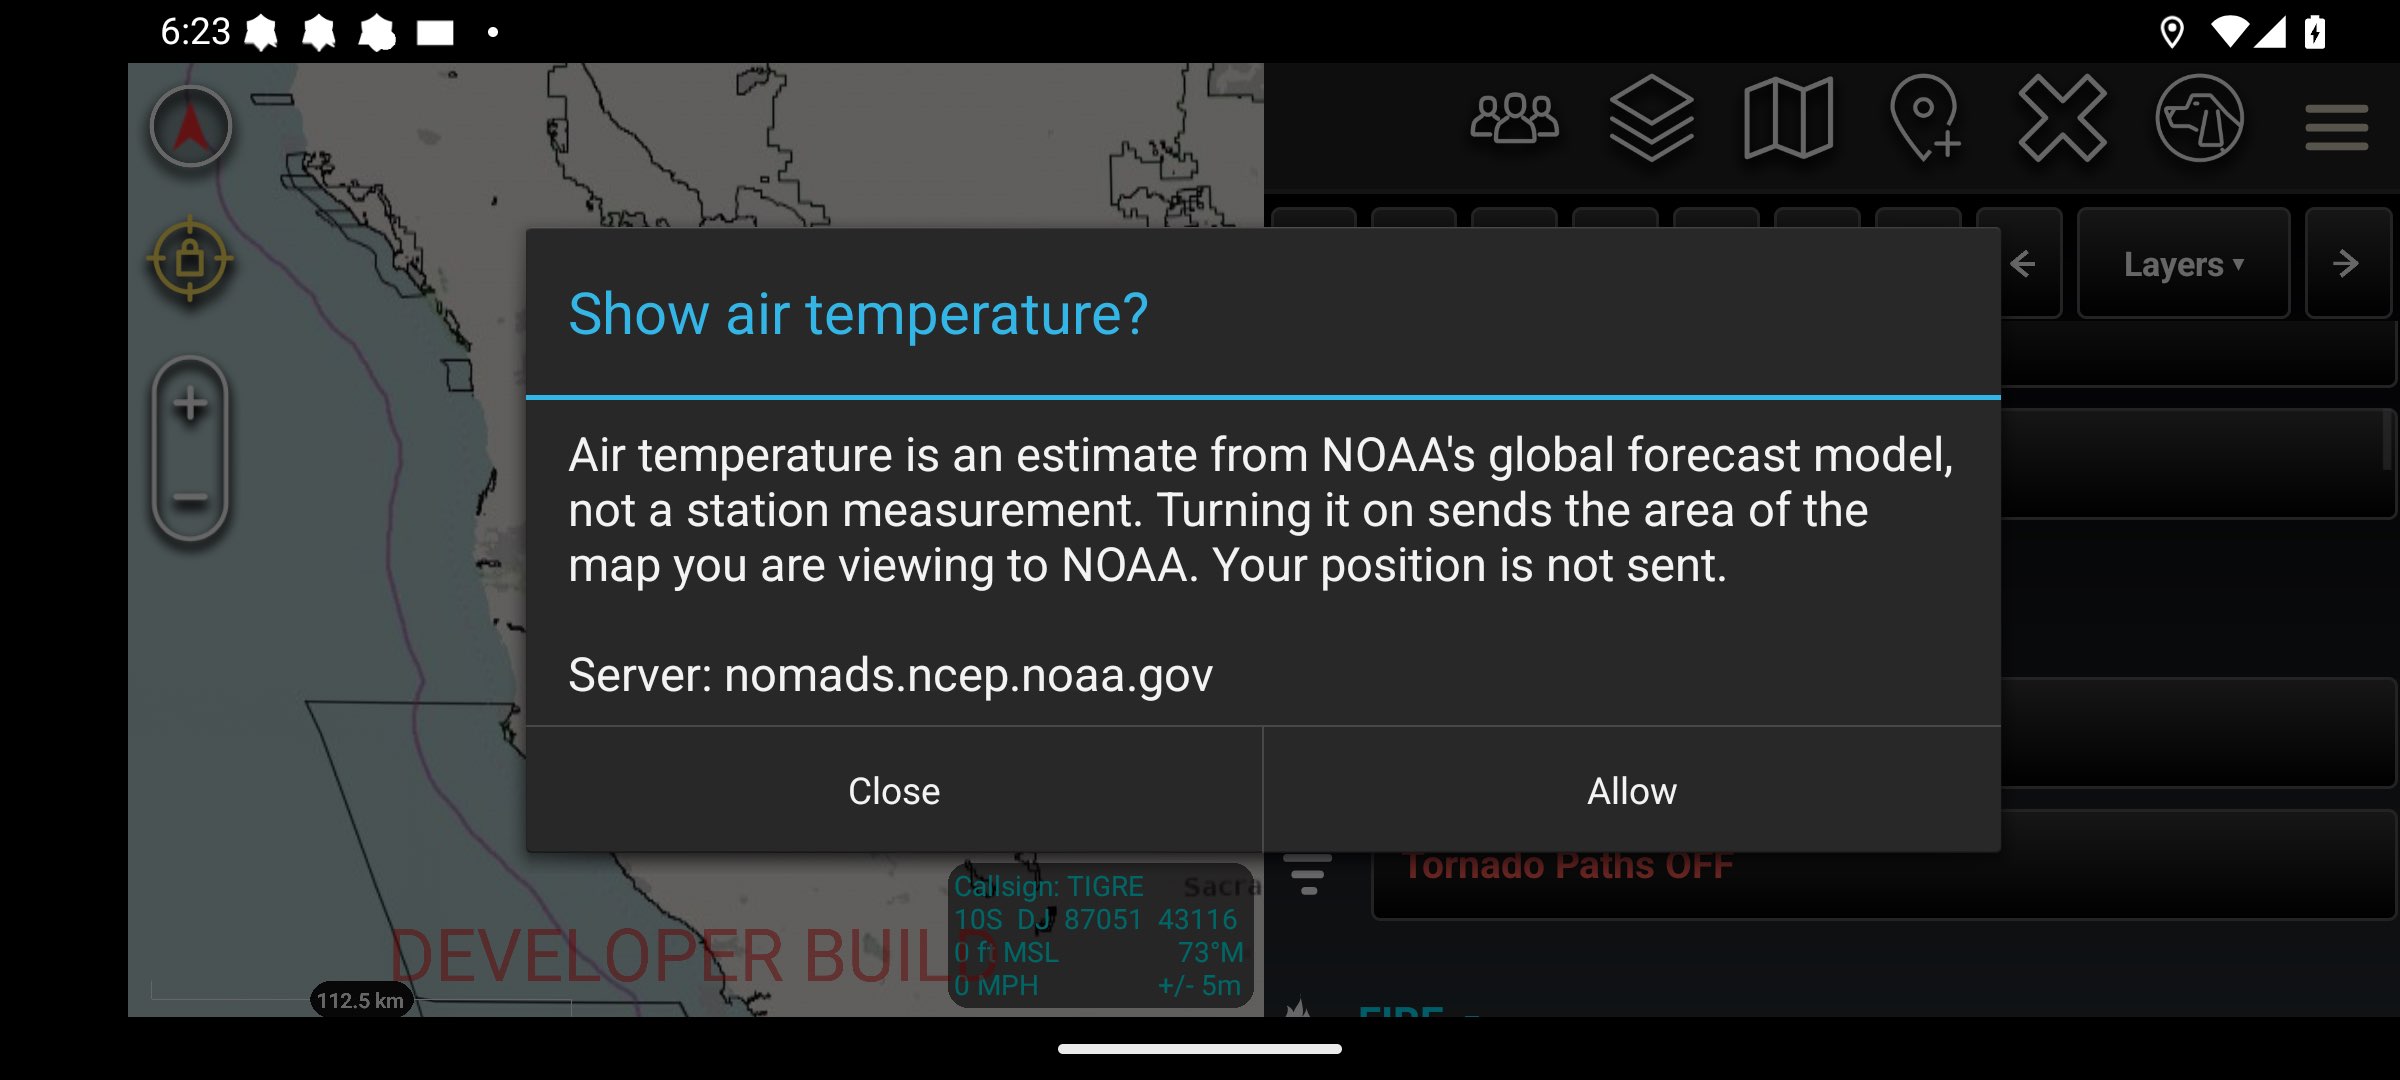 6:23
Layers
Show air temperature?
Air temperature is an estimate from NOAA's global forecast model,
not a station measurement. Turning it on sends the area of the
map you are viewing to NOAA. Your position is not sent.
Server: nomads.ncep.noaa.gov
Close
Allow
Tornado Paths OFF
Callsign: TIGRE
10S DJ 87051 43116
0 ft MSL 73°M
0 MPH +/- 5m
Sacra
DEVELOPER BUILD
112.5 km
FIRE